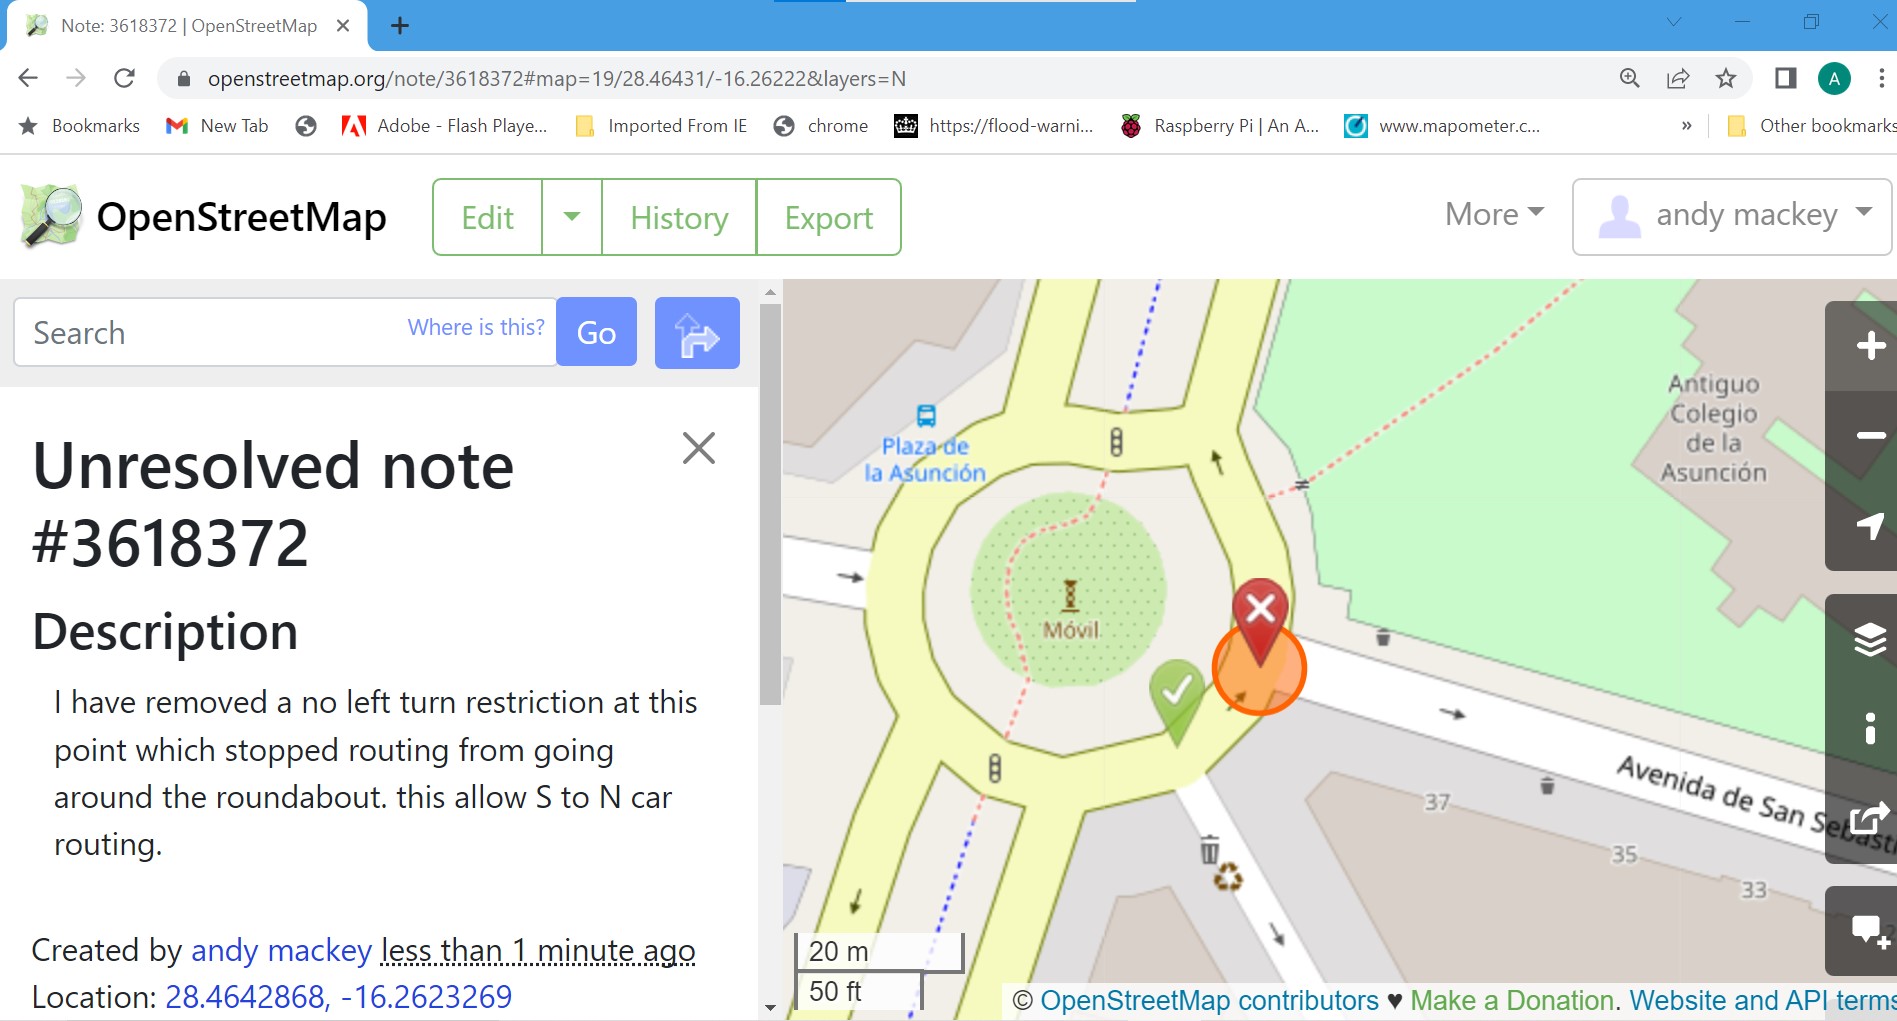 Note: 3618372 | OpenStreetMap
openstreetmap.org/note/3618372#map=19/28.46431/-16.26222&layers=N
A
Bookmarks
New Tab
Adobe - Flash Playe...
Imported From IE
chrome
https://flood-warni...
Raspberry Pi | An A...
www.mapometer.c...
»
Other bookmarks
OpenStreetMap
Edit
History
Export
More
andy mackey
Search
Where is this?
Go
Unresolved note
#3618372
Description
I have removed a no left turn restriction at this
point which stopped routing from going
around the roundabout. this allow S to N car
routing.
Created by andy mackey less than 1 minute ago
Location: 28.4642868, -16.2623269
Plaza de
la Asunción
Antiguo
Colegio
de la
Asunción
Móvil
Avenida de San Sebasti
37
35
33
20 m
50 ft
© OpenStreetMap contributors ♥ Make a Donation. Website and API terms